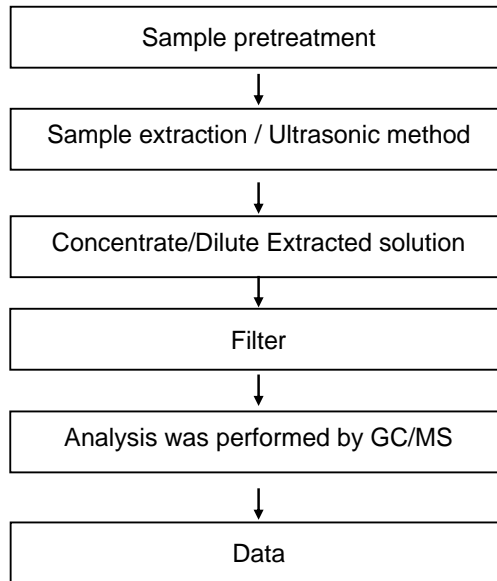 Sample pretreatment
Sample extraction / Ultrasonic method
Concentrate/Dilute Extracted solution
Filter
Analysis was performed by GC/MS
Data